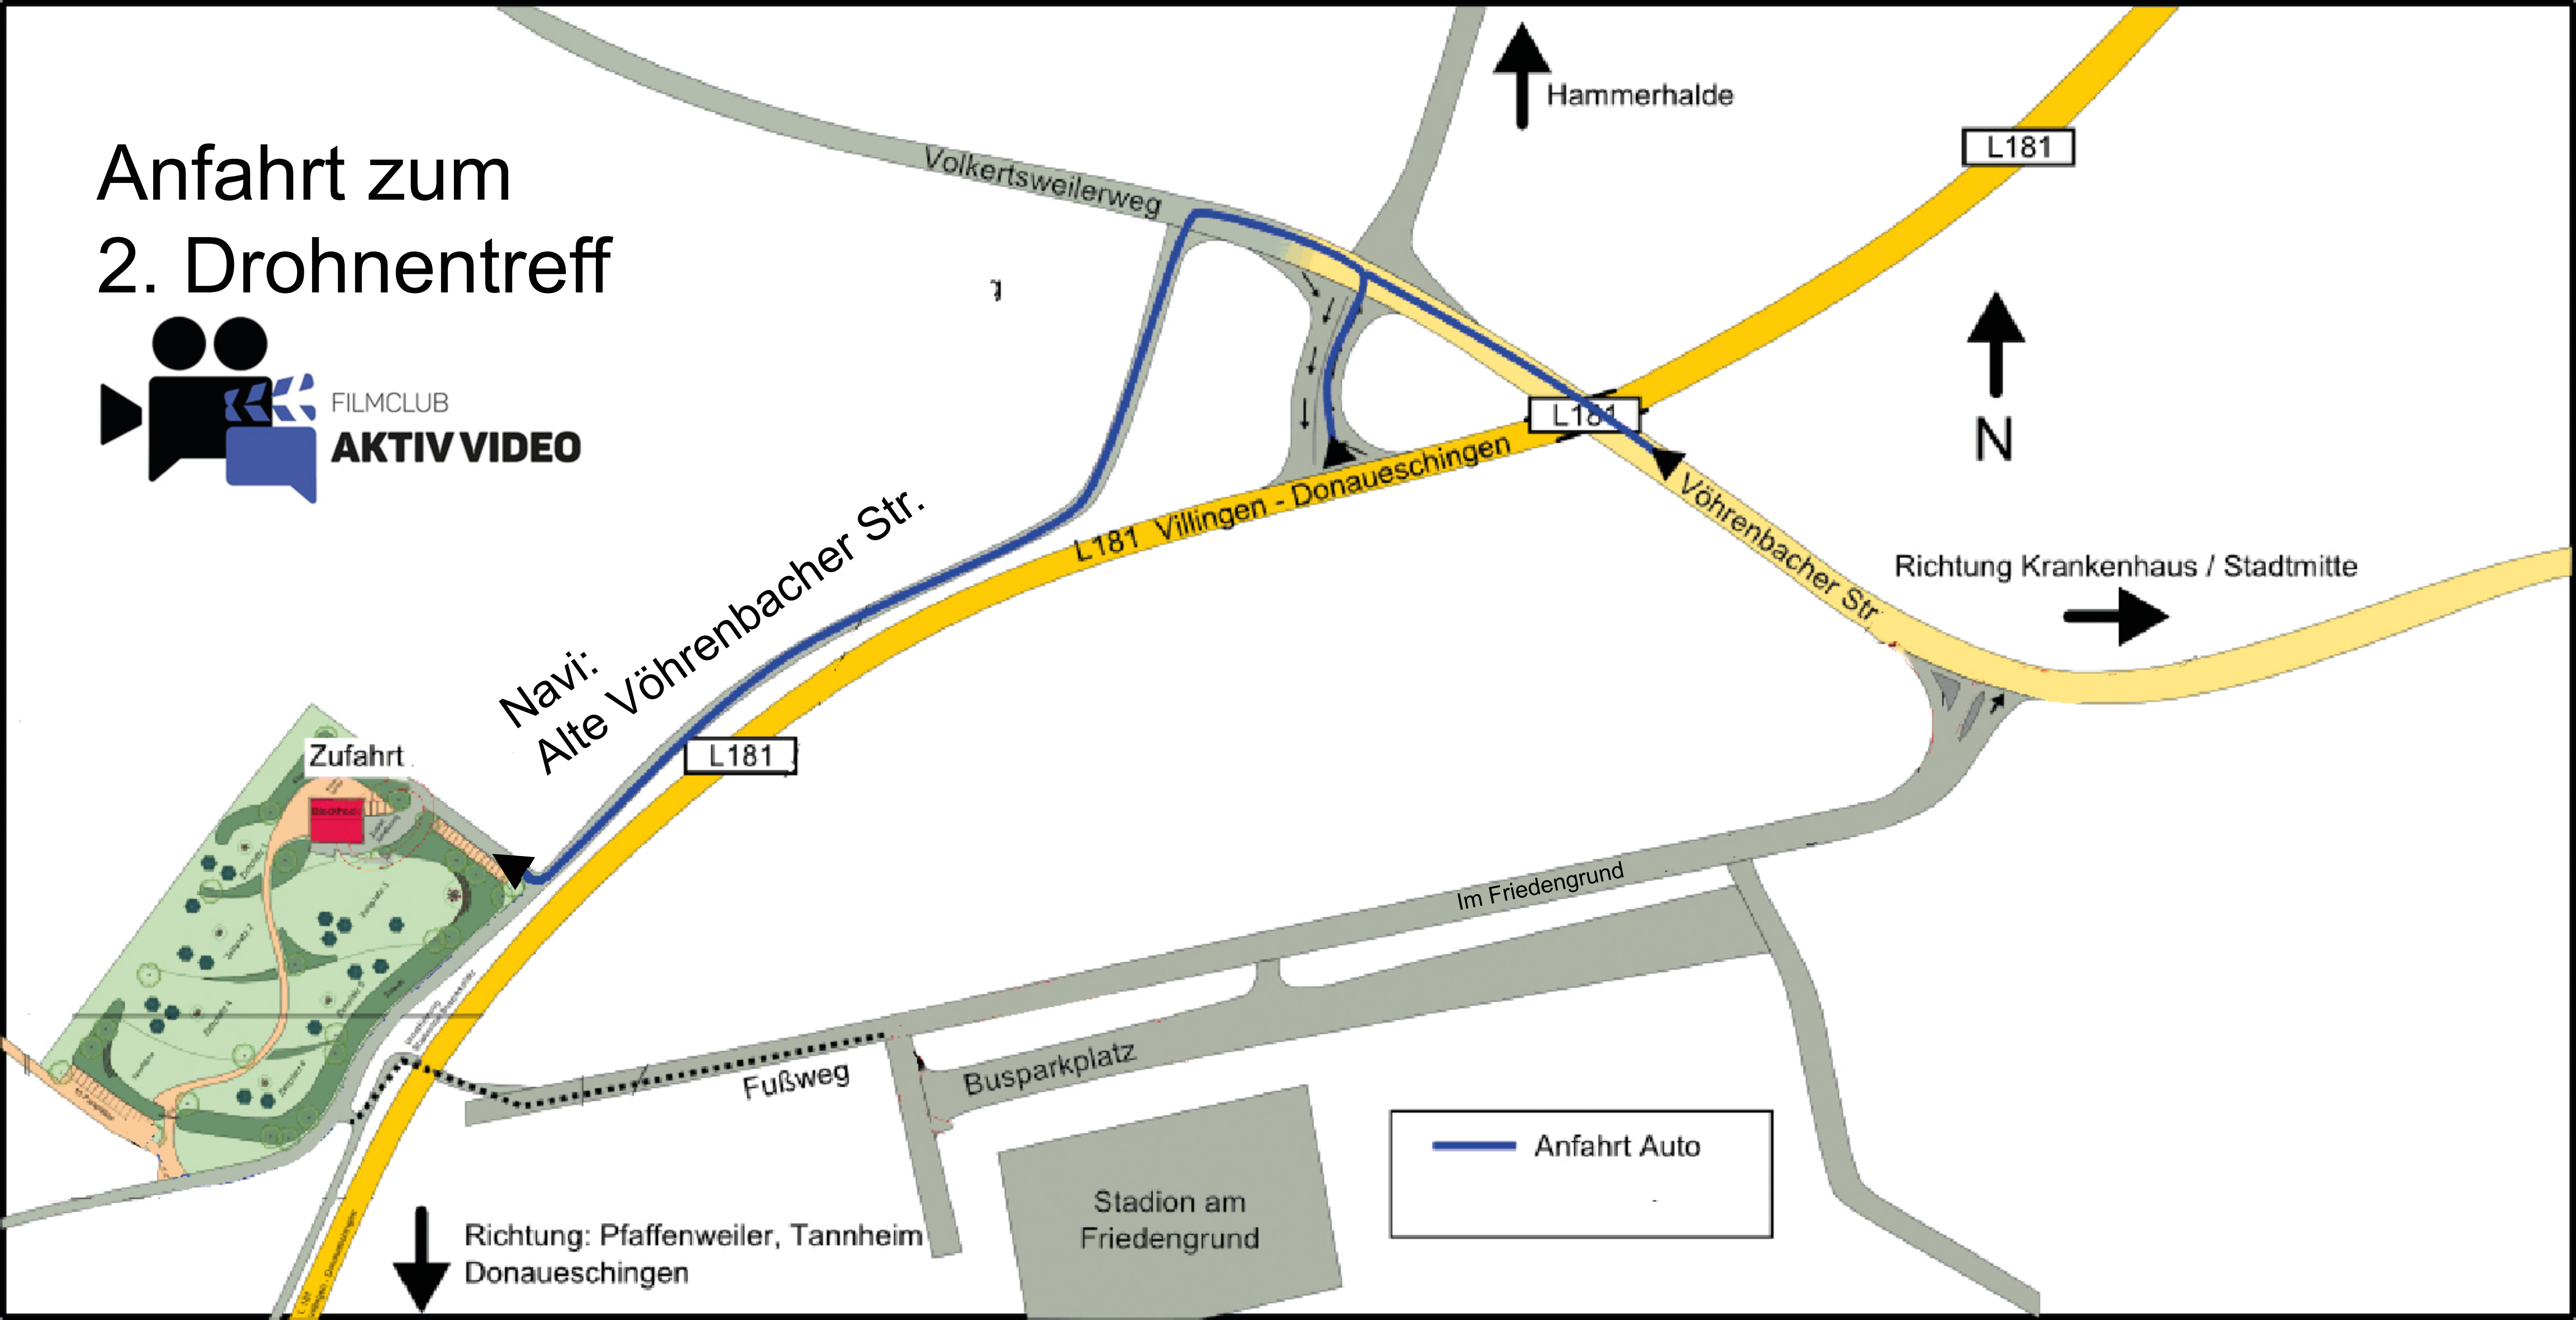 Anfahrt zum
2. Drohnentreff
FILMCLUB
AKTIV VIDEO
Volkertsweilerweg
Hammerhalde
L181
N
L181
L181 Villingen - Donaueschingen
Vöhrenbacher Str
Richtung Krankenhaus / Stadtmitte
Navi:
Alte Vöhrenbacher Str.
L181
Zufahrt
Im Friedengrund
Fußweg
Busparkplatz
Stadion am
Friedengrund
Anfahrt Auto
Richtung: Pfaffenweiler, Tannheim
Donaueschingen